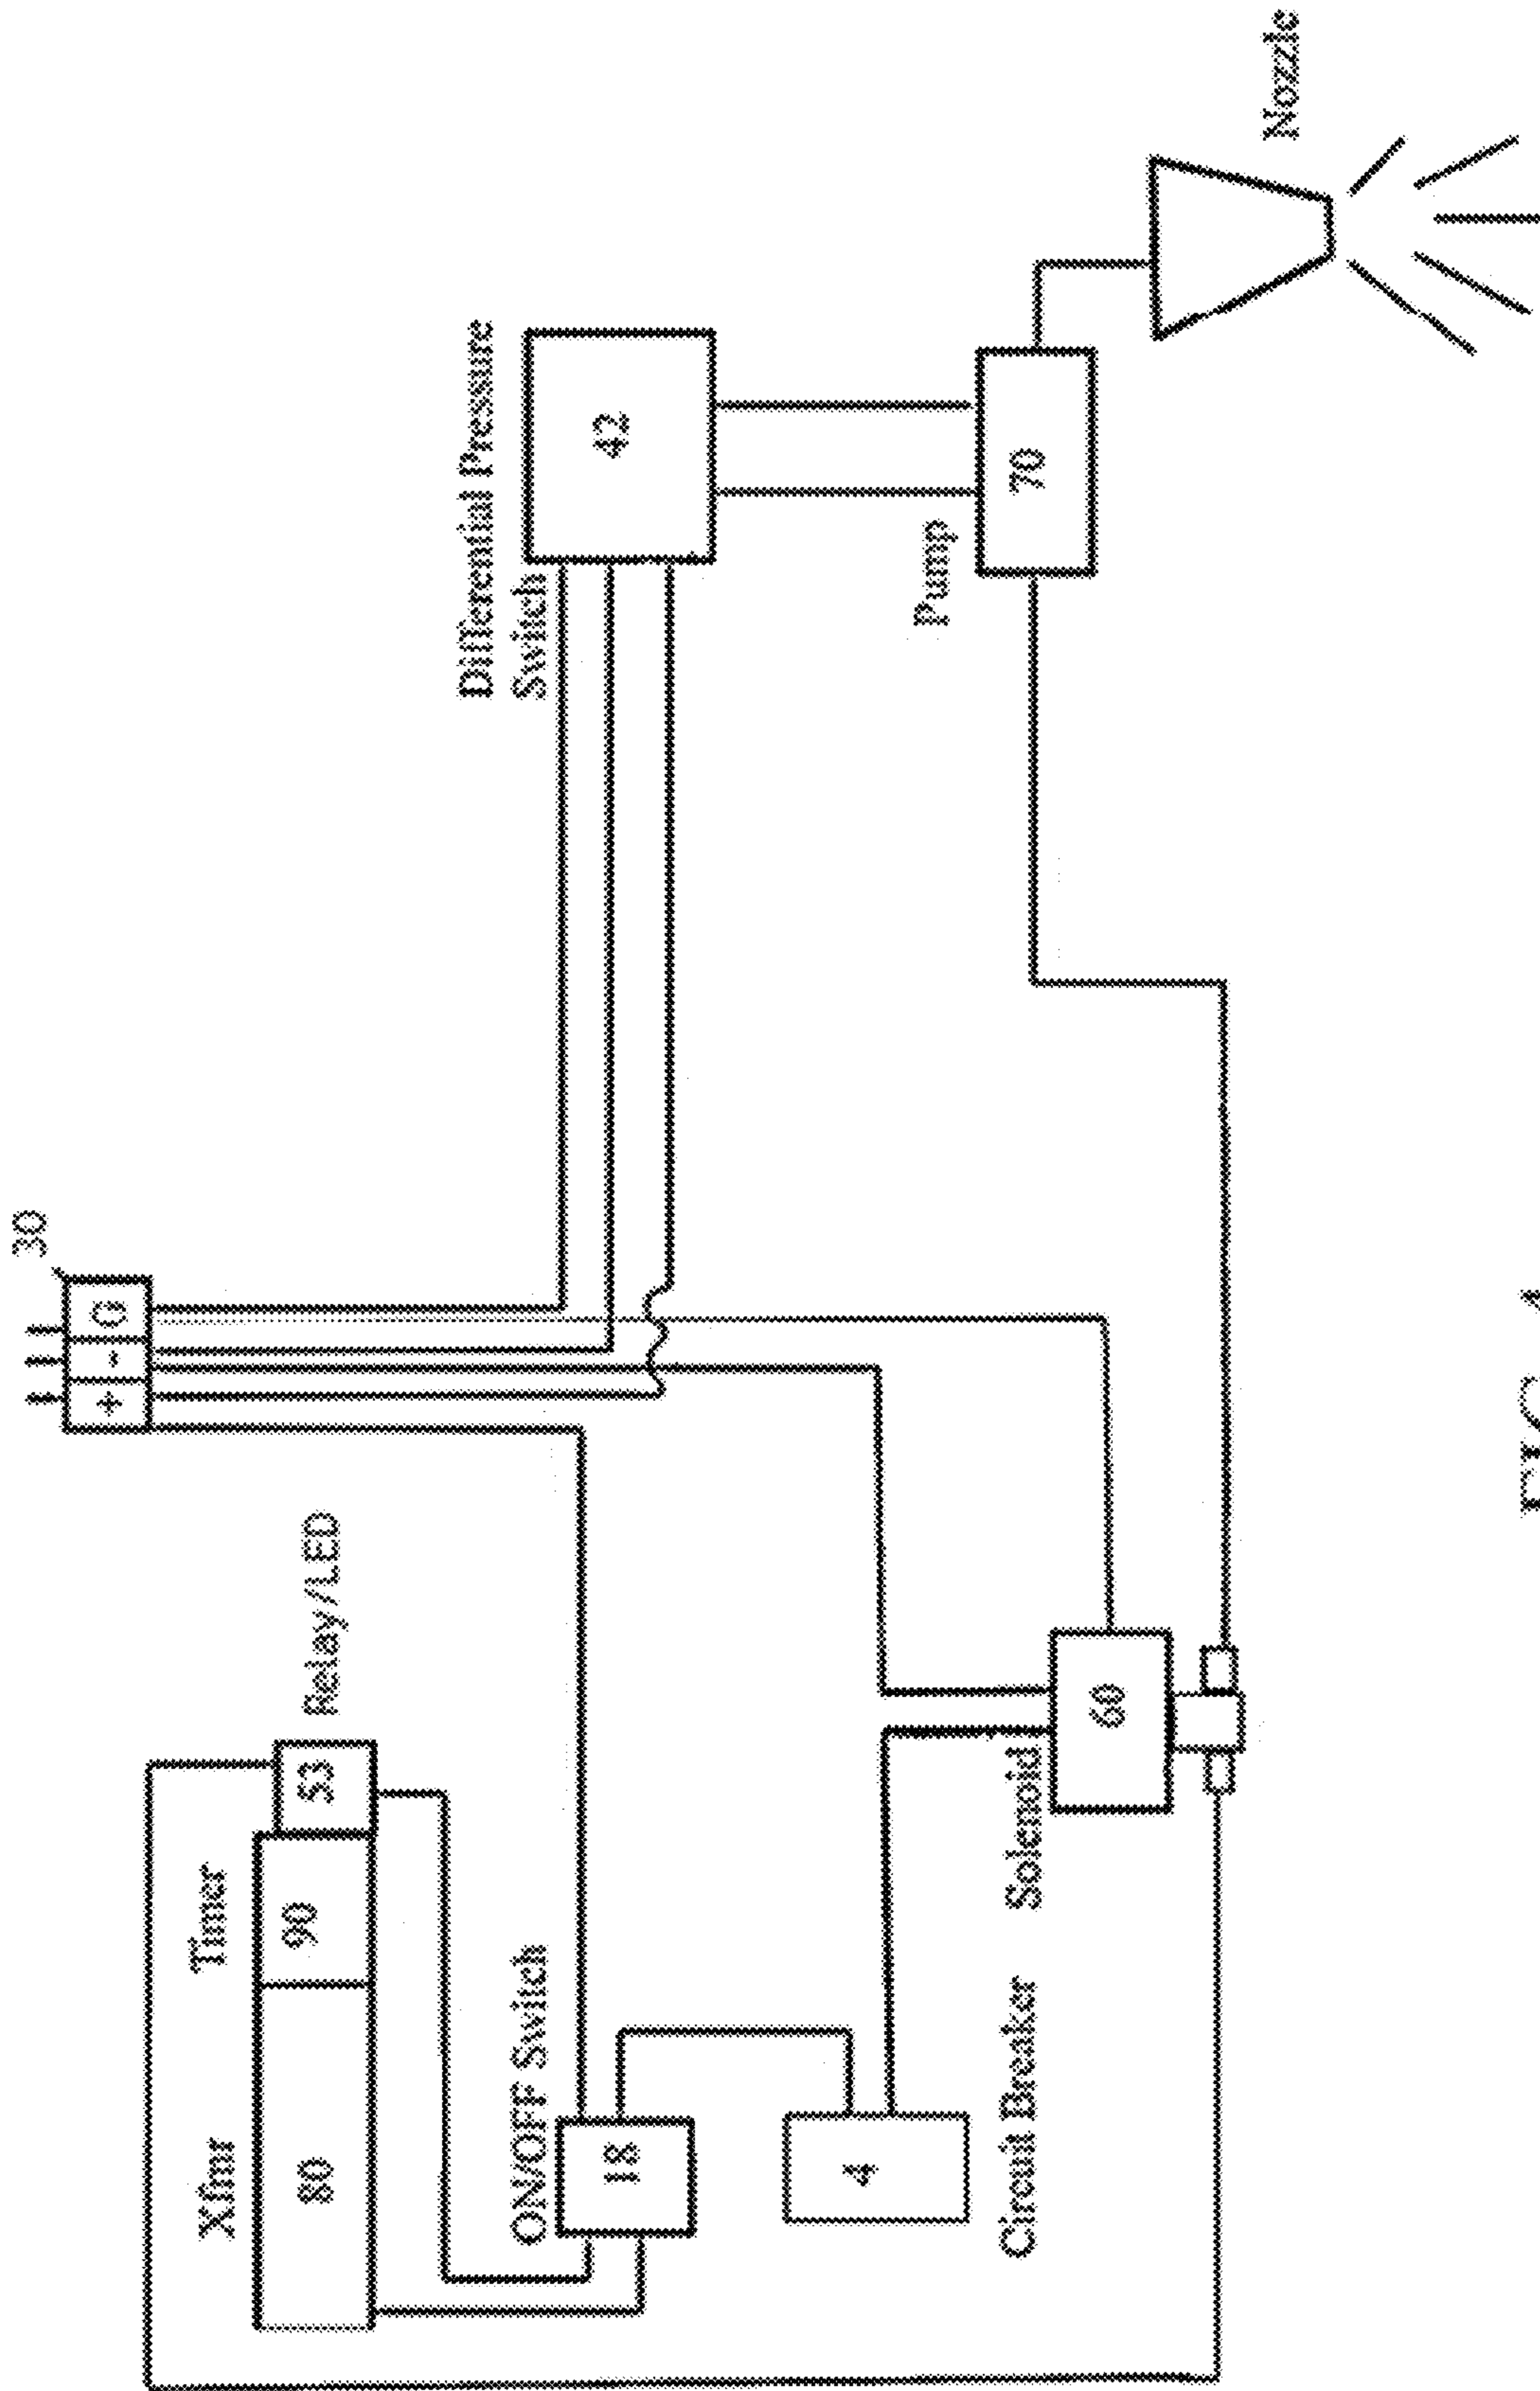 30
+ - G
Xfmr
Timer
80
90
53
Relay/LED
Differential Pressure
Switch
42
ON/OFF Switch
18
4
Circuit Breaker
Solenoid
60
Pump
70
Nozzle